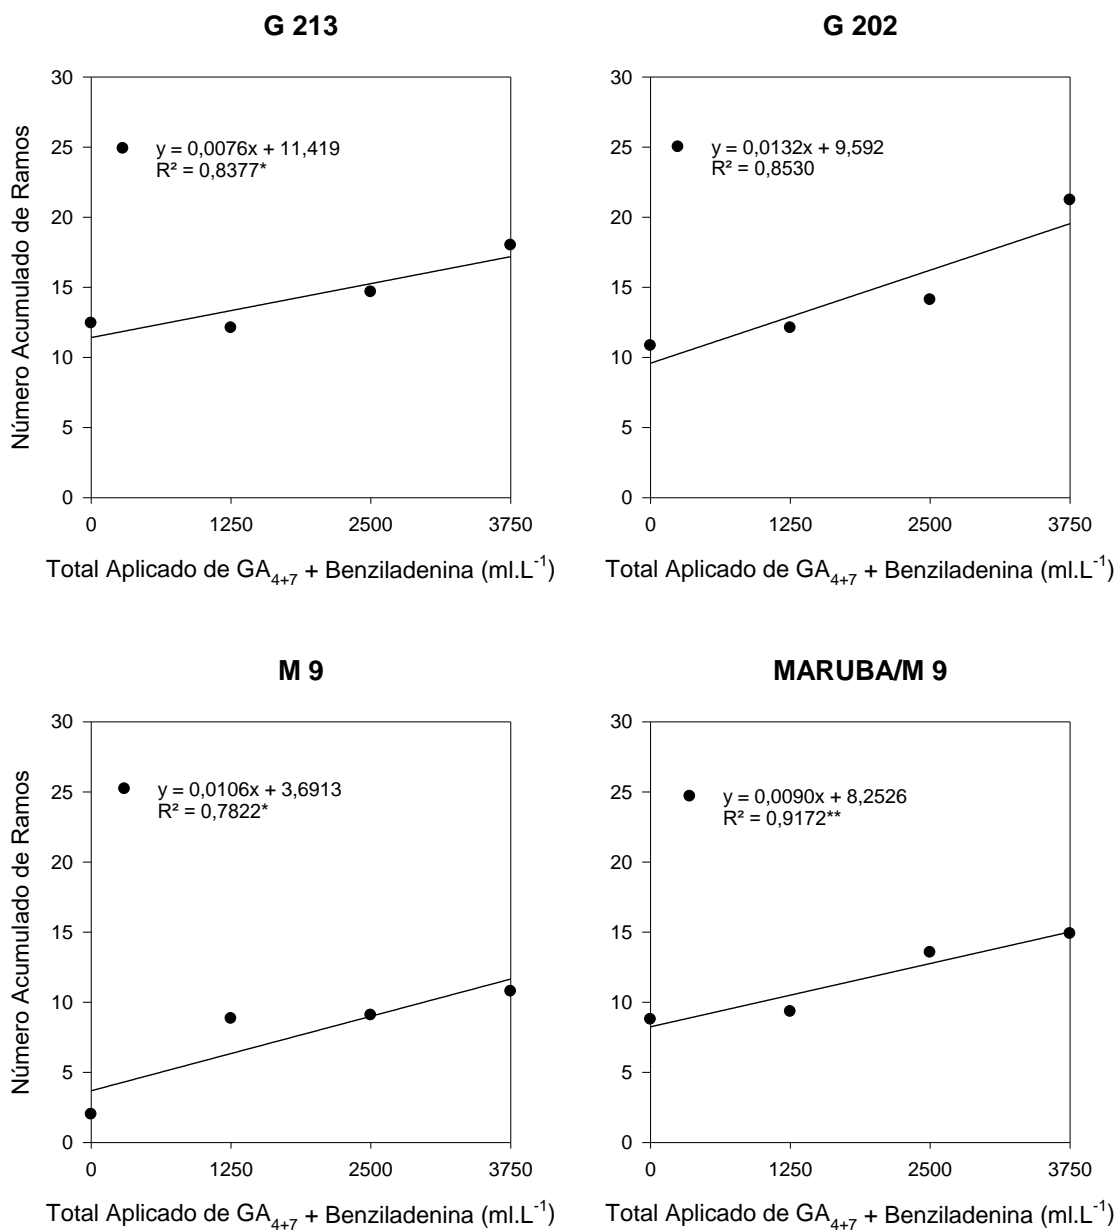 G 213
Número Acumulado de Ramos
30
25
20
15
10
5
0
y = 0,0076x + 11,419
R² = 0,8377*
0 1250 2500 3750
Total Aplicado de GA₄₊₇ + Benziladenina (ml.L⁻¹)
G 202
30
25
20
15
10
5
0
y = 0,0132x + 9,592
R² = 0,8530
0 1250 2500 3750
Total Aplicado de GA₄₊₇ + Benziladenina (ml.L⁻¹)
M 9
Número Acumulado de Ramos
30
25
20
15
10
5
0
y = 0,0106x + 3,6913
R² = 0,7822*
0 1250 2500 3750
Total Aplicado de GA₄₊₇ + Benziladenina (ml.L⁻¹)
MARUBA/M 9
30
25
20
15
10
5
0
y = 0,0090x + 8,2526
R² = 0,9172**
0 1250 2500 3750
Total Aplicado de GA₄₊₇ + Benziladenina (ml.L⁻¹)